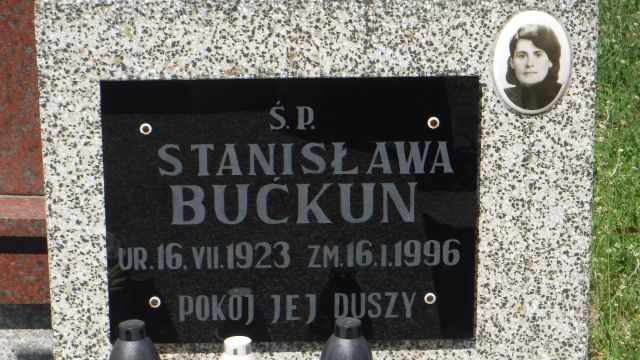 Ś.P.
STANISŁAWA
BUĆKUN
UR.16.VII.1923 ZM.16.I.1996
POKÓJ JEJ DUSZY